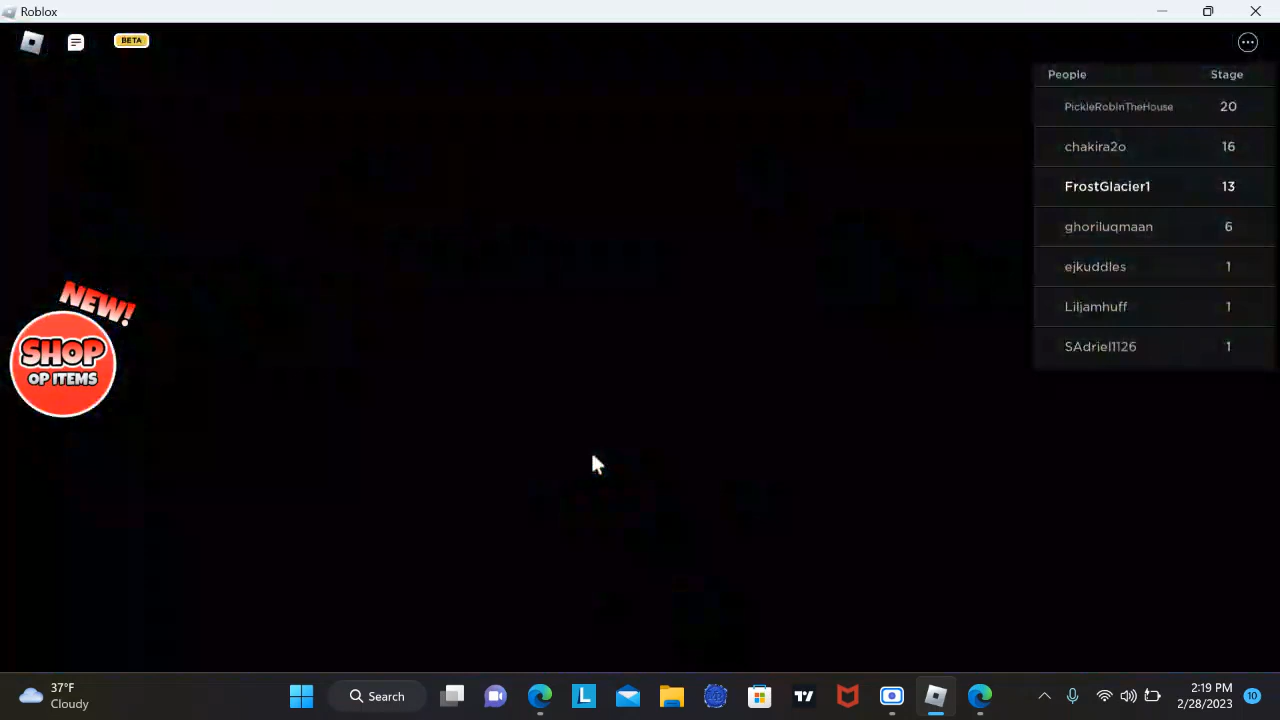 Roblox
BETA
People Stage
PickleRobInTheHouse 20
chakira2o 16
FrostGlacier1 13
ghoriluqmaan 6
ejkuddles 1
Liljamhuff 1
SAdriel1126 1
NEW!
SHOP
OP ITEMS
37°F
Cloudy
Search
L
2:19 PM
2/28/2023
10